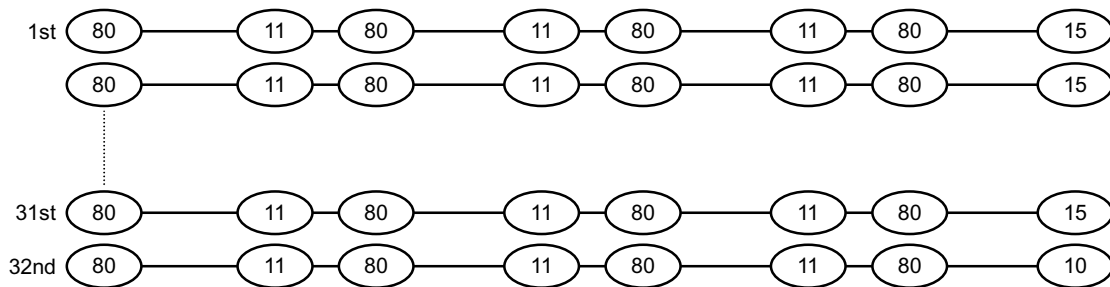 1st 80 11 80 11 80 11 80 15
80 11 80 11 80 11 80 15
31st 80 11 80 11 80 11 80 15
32nd 80 11 80 11 80 11 80 10